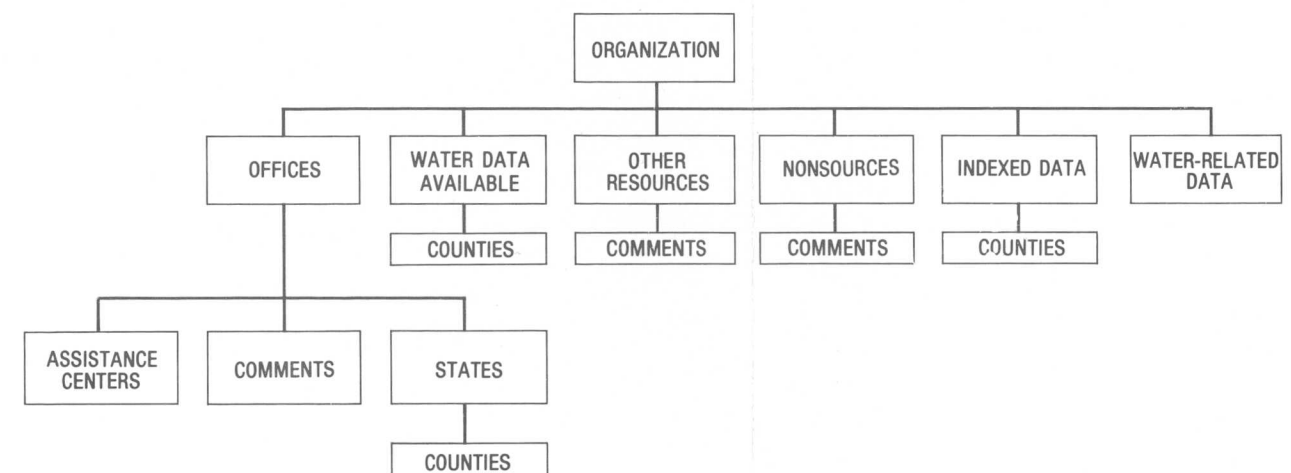 ORGANIZATION
OFFICES
WATER DATA
AVAILABLE
OTHER
RESOURCES
NONSOURCES
INDEXED DATA
WATER-RELATED
DATA
COUNTIES
COMMENTS
COMMENTS
COUNTIES
ASSISTANCE
CENTERS
COMMENTS
STATES
COUNTIES